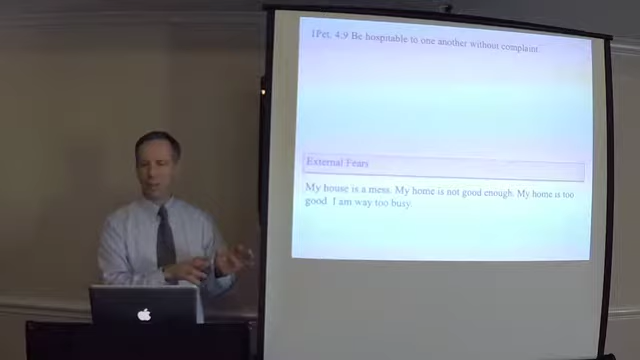 1Pet. 4:9 Be hospitable to one another without complaint.
External Fears
My house is a mess. My home is not good enough. My home is too
good. I am way too busy.